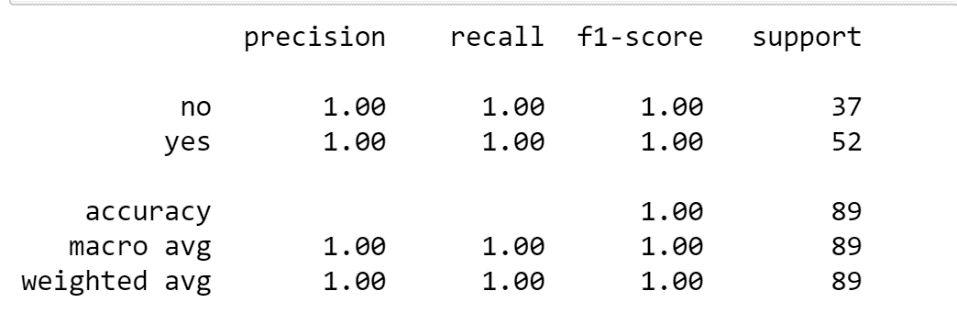 precision recall f1-score support
no 1.00 1.00 1.00 37
yes 1.00 1.00 1.00 52
accuracy 1.00 89
macro avg 1.00 1.00 1.00 89
weighted avg 1.00 1.00 1.00 89